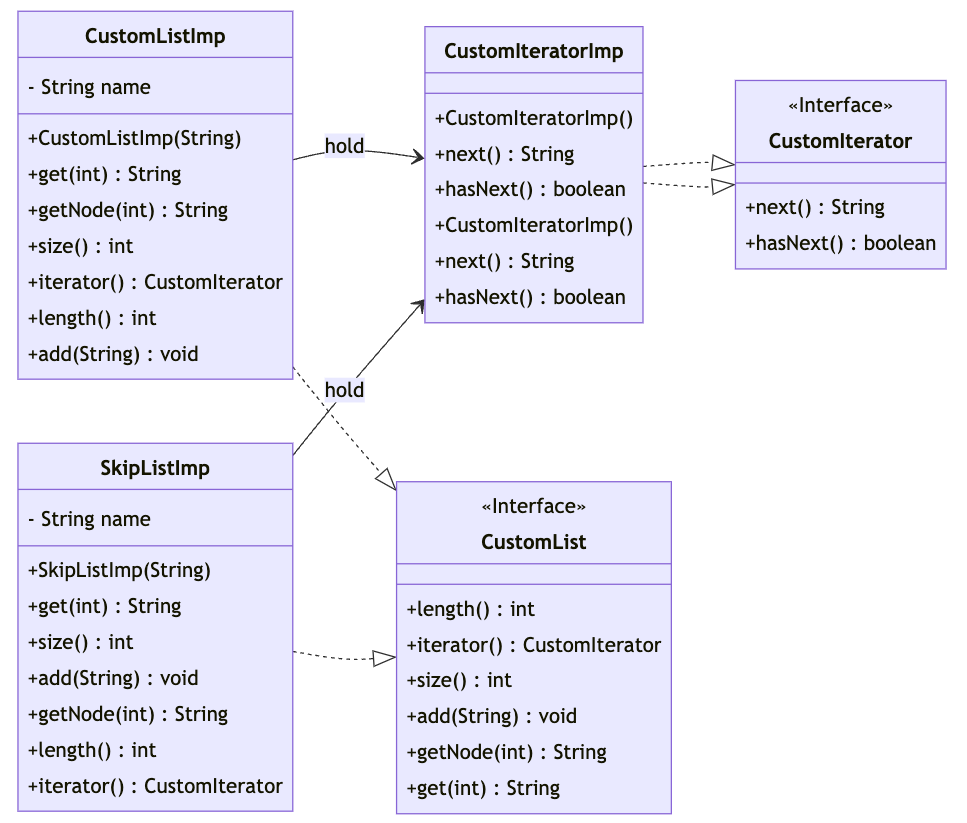 CustomListImp
- String name
+CustomListImp(String)
+get(int) : String
+getNode(int) : String
+size() : int
+iterator() : CustomIterator
+length() : int
+add(String) : void
hold
CustomIteratorImp
+CustomIteratorImp()
+next() : String
+hasNext() : boolean
+CustomIteratorImp()
+next() : String
+hasNext() : boolean
«Interface»
CustomIterator
+next() : String
+hasNext() : boolean
hold
SkipListImp
- String name
+SkipListImp(String)
+get(int) : String
+size() : int
+add(String) : void
+getNode(int) : String
+length() : int
+iterator() : CustomIterator
«Interface»
CustomList
+length() : int
+iterator() : CustomIterator
+size() : int
+add(String) : void
+getNode(int) : String
+get(int) : String